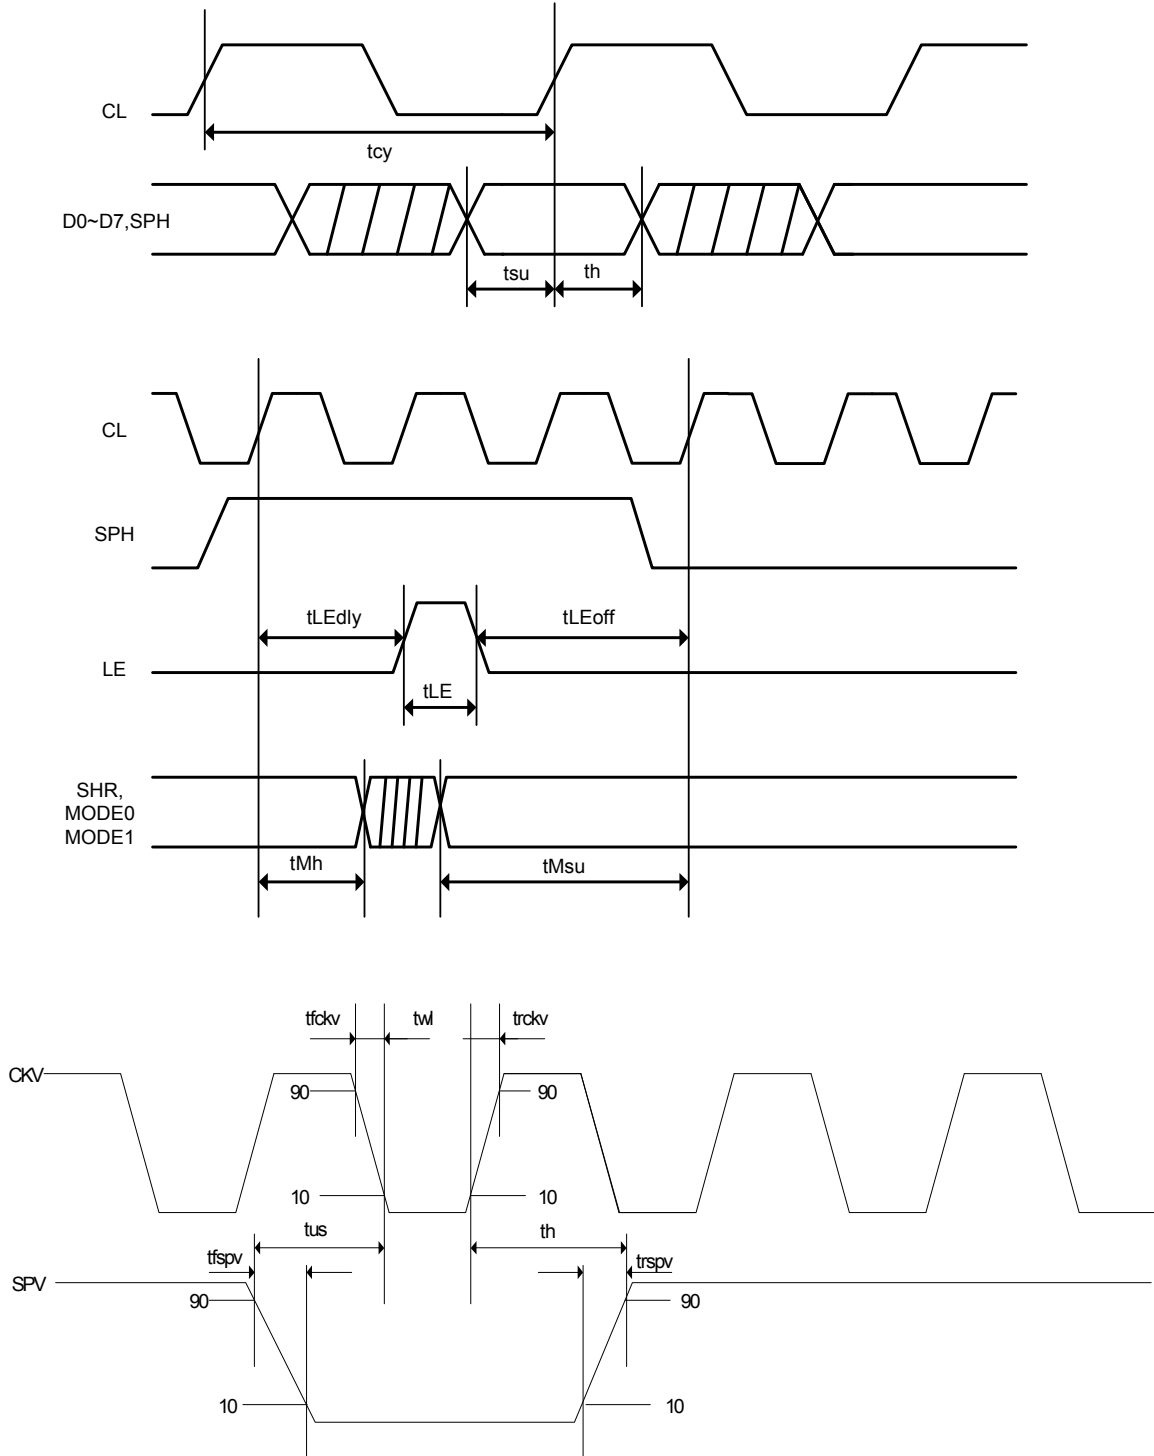 CL
tcy
D0~D7,SPH
tsu
th
CL
SPH
tLEdly
tLEoff
LE
tLE
SHR,
MODE0
MODE1
tMh
tMsu
tfckv
twl
trckv
CKV
90
90
10
10
tus
th
tfspv
trspv
SPV
90
90
10
10